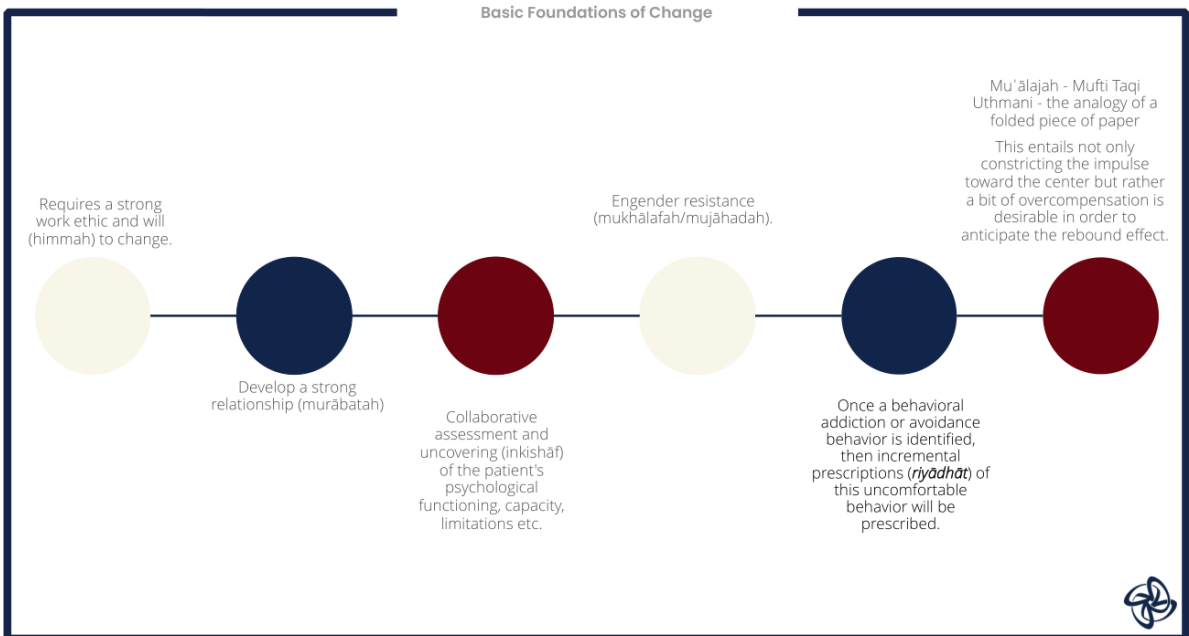 Basic Foundations of Change
Requires a strong
work ethic and will
(himmah) to change.
Develop a strong
relationship (murābatah)
Collaborative
assessment and
uncovering (inkishāf)
of the patient's
psychological
functioning, capacity,
limitations etc.
Engender resistance
(mukhālafah/mujāhadah).
Once a behavioral
addiction or avoidance
behavior is identified,
then incremental
prescriptions (riyādhāt) of
this uncomfortable
behavior will be
prescribed.
Muʿālajah - Mufti Taqi
Uthmani - the analogy of a
folded piece of paper
This entails not only
constricting the impulse
toward the center but rather
a bit of overcompensation is
desirable in order to
anticipate the rebound effect.